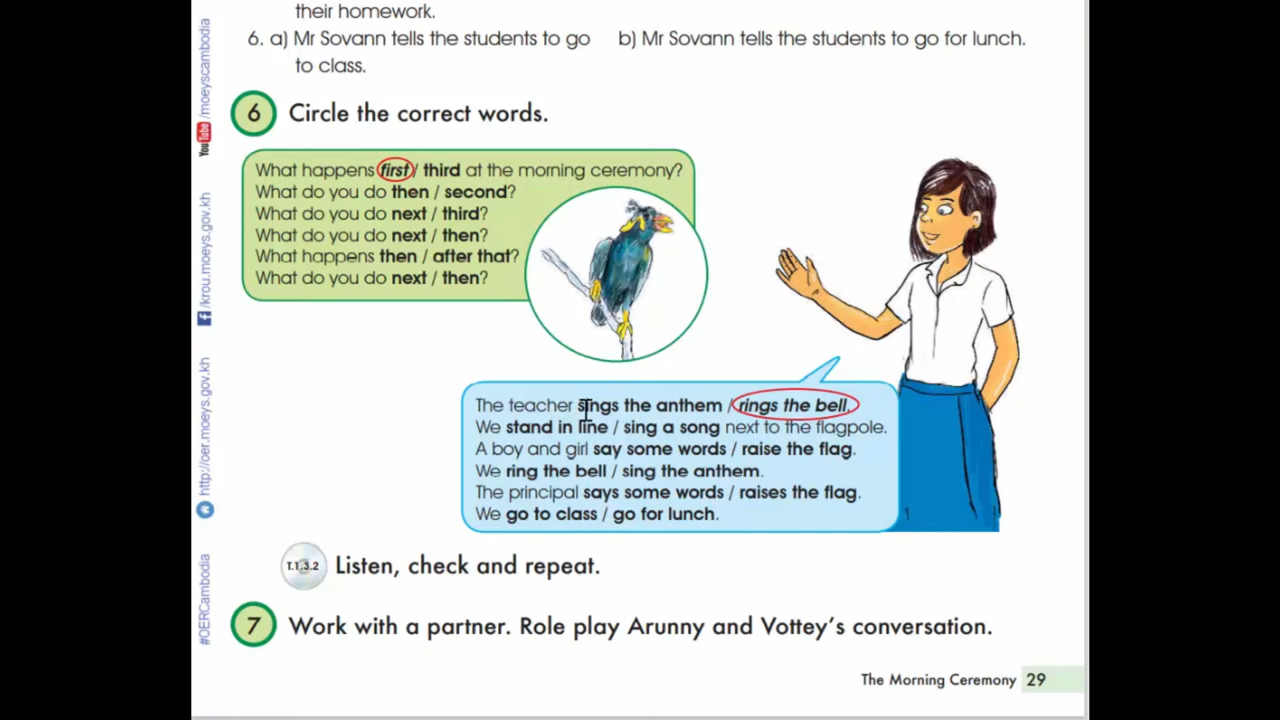 their homework.
6. a) Mr Sovann tells the students to go b) Mr Sovann tells the students to go for lunch.
to class.
6 Circle the correct words.
What happens first / third at the morning ceremony?
What do you do then / second?
What do you do next / third?
What do you do next / then?
What happens then / after that?
What do you do next / then?
The teacher sings the anthem / rings the bell.
We stand in line / sing a song next to the flagpole.
A boy and girl say some words / raise the flag.
We ring the bell / sing the anthem.
The principal says some words / raises the flag.
We go to class / go for lunch.
T.1.3.2 Listen, check and repeat.
7 Work with a partner. Role play Arunny and Vottey's conversation.
The Morning Ceremony 29
YouTube /moeyscambodia
f /krou.moeys.gov.kh
http://oer.moeys.gov.kh
#OERCambodia